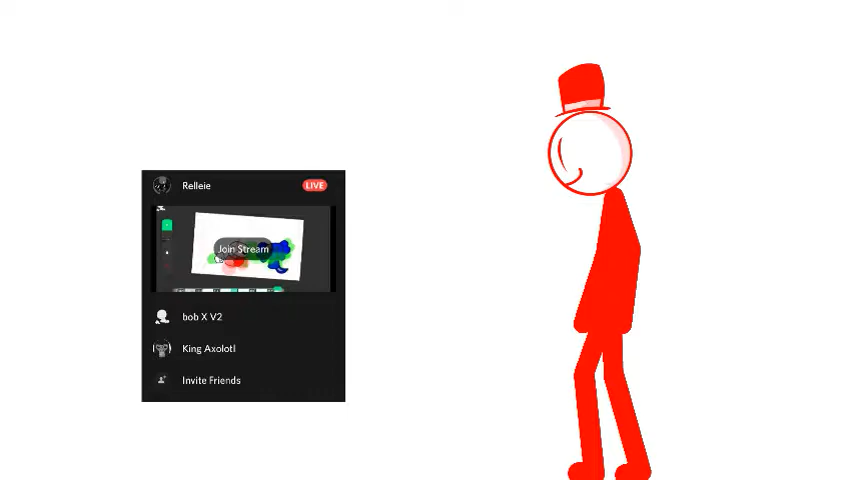 Relleie
LIVE
Join Stream
bob X V2
King Axolotl
Invite Friends